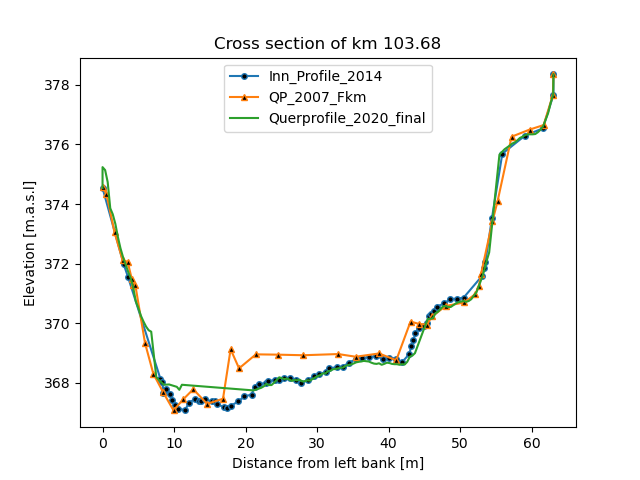 Cross section of km 103.68
Inn_Profile_2014
QP_2007_Fkm
Querprofile_2020_final
378
376
374
372
370
368
Elevation [m.a.s.l]
0 10 20 30 40 50 60
Distance from left bank [m]